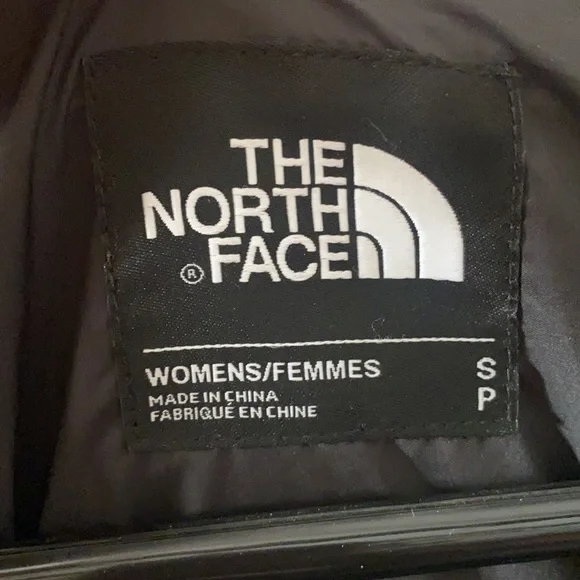 THE
NORTH
® FACE
WOMENS/FEMMES S
MADE IN CHINA
FABRIQUÉ EN CHINE P